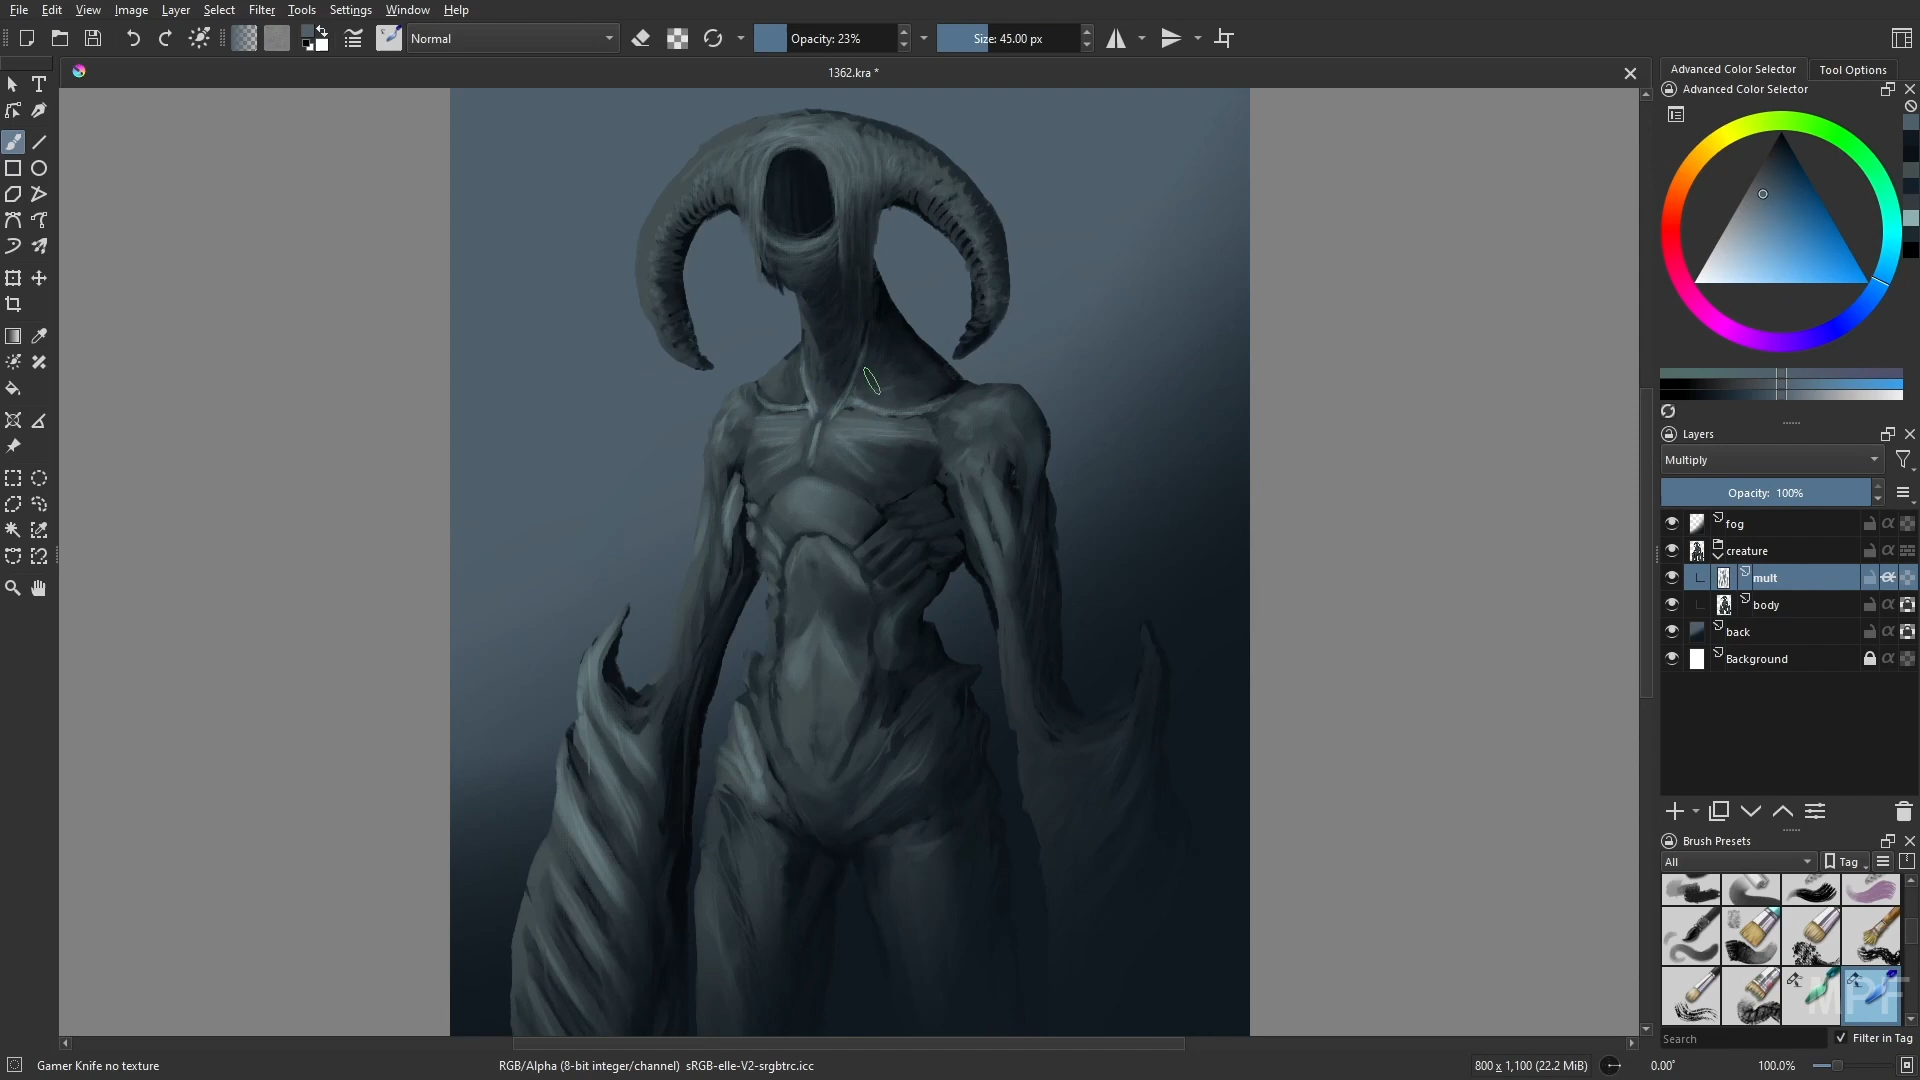 File Edit View Image Layer Select Filter Tools Settings Window Help
Normal Opacity: 23% Size: 45.00 px
1362.kra *
Advanced Color Selector Tool Options
Advanced Color Selector
Layers
Multiply
Opacity: 100%
fog
creature
mult
body
back
Background
Brush Presets
All Tag
MPF
Search Filter in Tag
Gamer Knife no texture RGB/Alpha (8-bit integer/channel) sRGB-elle-V2-srgbtrc.icc 800 x 1,100 (22.2 MiB) 0.00° 100.0%